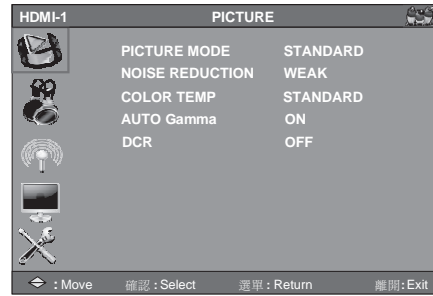 HDMI-1 PICTURE
PICTURE MODE STANDARD
NOISE REDUCTION WEAK
COLOR TEMP STANDARD
AUTO Gamma ON
DCR OFF
: Move 確認 : Select 選單 : Return 離開 : Exit